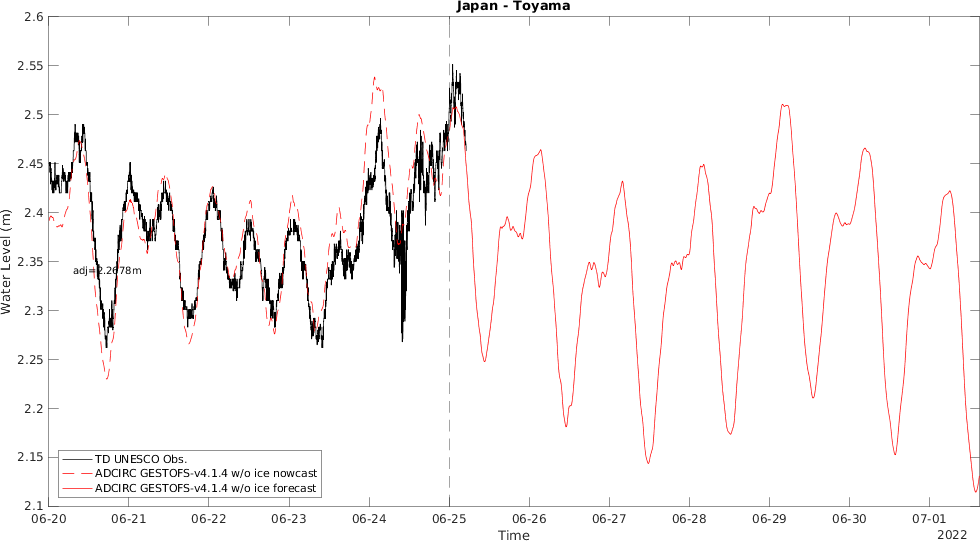 Japan - Toyama
2.6
2.55
2.5
2.45
2.4
2.35
2.3
2.25
2.2
2.15
2.1
Water Level (m)
adj=2.2678m
TD UNESCO Obs.
ADCIRC GESTOFS-v4.1.4 w/o ice nowcast
ADCIRC GESTOFS-v4.1.4 w/o ice forecast
06-20 06-21 06-22 06-23 06-24 06-25 06-26 06-27 06-28 06-29 06-30 07-01
Time
2022